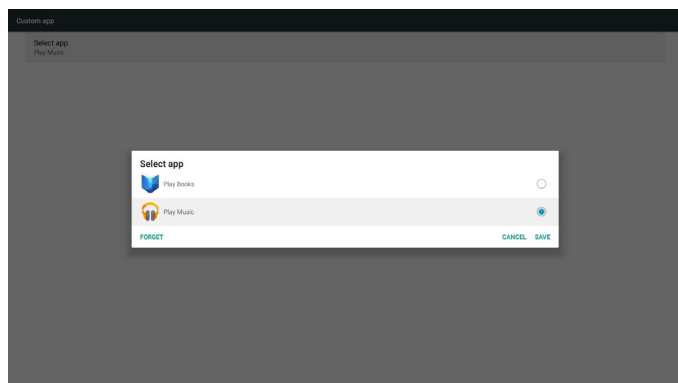 Custom app
Select app
Play Music
Select app
Play Books
Play Music
FORGET CANCEL SAVE